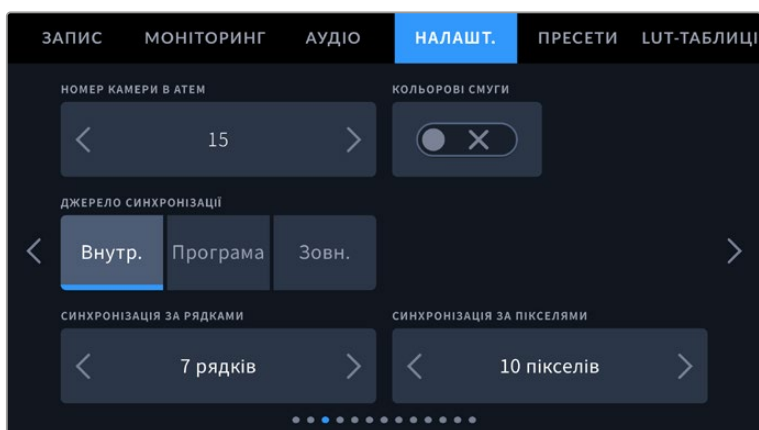 ЗАПИС МОНІТОРИНГ АУДІО НАЛАШТ. ПРЕСЕТИ LUT-ТАБЛИЦІ
НОМЕР КАМЕРИ В ATEM КОЛЬОРОВІ СМУГИ
15
ДЖЕРЕЛО СИНХРОНІЗАЦІЇ
Внутр. Програма Зовн.
СИНХРОНІЗАЦІЯ ЗА РЯДКАМИ СИНХРОНІЗАЦІЯ ЗА ПІКСЕЛЯМИ
7 рядків 10 пікселів